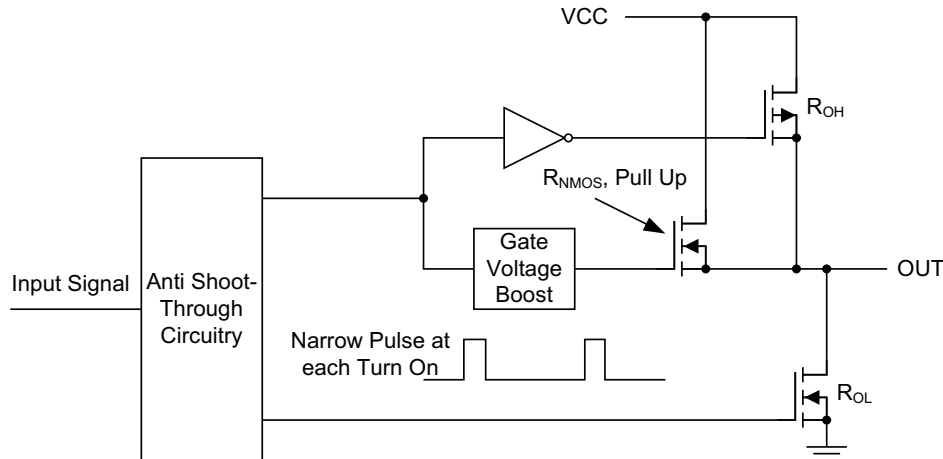 VCC
R_OH
R_NMOS, Pull Up
Gate
Voltage
Boost
OUT
Input Signal
Anti Shoot-
Through
Circuitry
Narrow Pulse at
each Turn On
R_OL